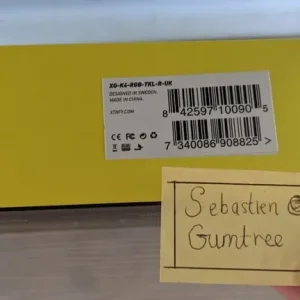 XG-K4-RGB-TKL-R-UK
DESIGNED IN SWEDEN.
MADE IN CHINA.
XTRFY.COM
8 42597 10090 5
7 340086 908825 >
Sebastien @
Gumtree